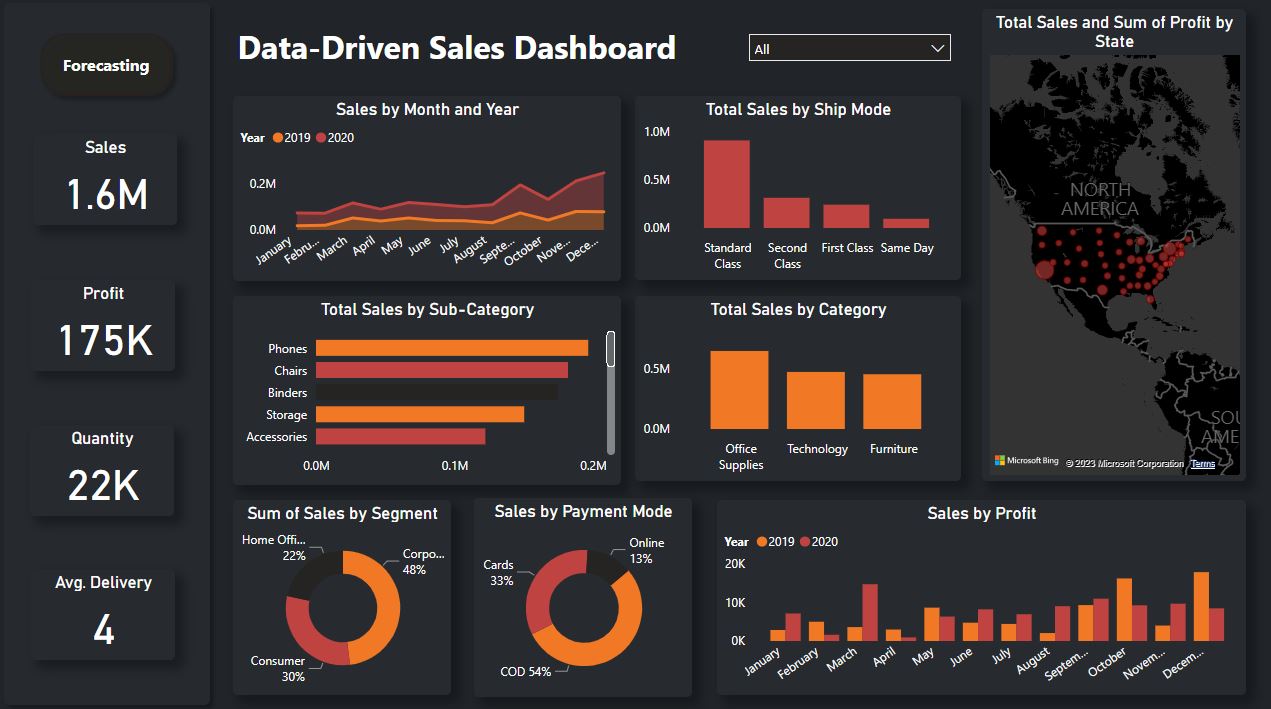 Forecasting
Sales
1.6M
Profit
175K
Quantity
22K
Avg. Delivery
4
Data-Driven Sales Dashboard
All
Sales by Month and Year
Year 2019 2020
0.2M
0.0M
January
Febru...
March
April
May
June
July
August
Septe...
October
Nove...
Dece...
Total Sales by Ship Mode
1.0M
0.5M
0.0M
Standard
Class
Second
Class
First Class
Same Day
Total Sales and Sum of Profit by
State
NORTH
AMERICA
SOU
AME
Microsoft Bing
© 2023 Microsoft Corporation
Terms
Total Sales by Sub-Category
Phones
Chairs
Binders
Storage
Accessories
0.0M
0.1M
0.2M
Total Sales by Category
0.5M
0.0M
Office
Supplies
Technology
Furniture
Sum of Sales by Segment
Home Offi...
22%
Corpo...
48%
Consumer
30%
Sales by Payment Mode
Online
13%
Cards
33%
COD 54%
Sales by Profit
Year 2019 2020
20K
10K
0K
January
February
March
April
May
June
July
August
Septem...
October
Novem...
Decem...